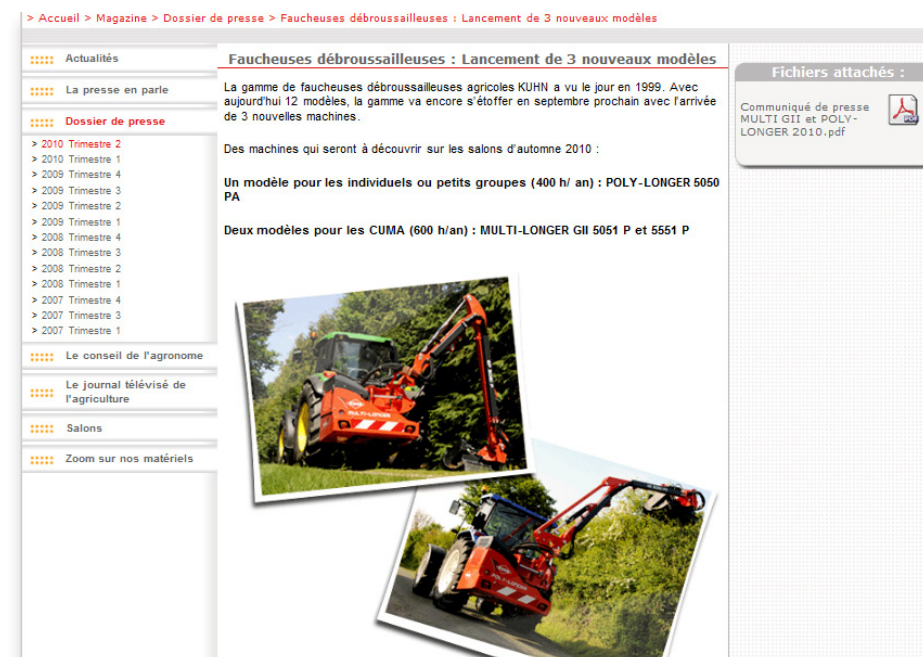 > Accueil > Magazine > Dossier de presse > Faucheuses débroussailleuses : Lancement de 3 nouveaux modèles
Actualités
La presse en parle
Dossier de presse
> 2010 Trimestre 2
> 2010 Trimestre 1
> 2009 Trimestre 4
> 2009 Trimestre 3
> 2009 Trimestre 2
> 2009 Trimestre 1
> 2008 Trimestre 4
> 2008 Trimestre 3
> 2008 Trimestre 2
> 2008 Trimestre 1
> 2007 Trimestre 4
> 2007 Trimestre 3
> 2007 Trimestre 1
Le conseil de l'agronome
Le journal télévisé de
l'agriculture
Salons
Zoom sur nos matériels
Faucheuses débroussailleuses : Lancement de 3 nouveaux modèles
La gamme de faucheuses débroussailleuses agricoles KUHN a vu le jour en 1999. Avec
aujourd'hui 12 modèles, la gamme va encore s'étoffer en septembre prochain avec l'arrivée
de 3 nouvelles machines.
Des machines qui seront à découvrir sur les salons d'automne 2010 :
Un modèle pour les individuels ou petits groupes (400 h/ an) : POLY-LONGER 5050
PA
Deux modèles pour les CUMA (600 h/an) : MULTI-LONGER GII 5051 P et 5551 P
MULTI-LONGER
POLY-LONGER
Fichiers attachés :
Communiqué de presse
MULTI GII et POLY-
LONGER 2010.pdf
PDF